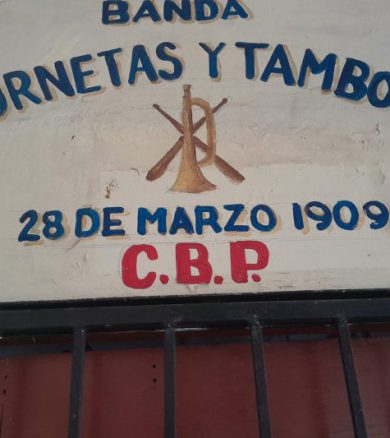 BANDA
ORNETAS Y TAMBO
28 DE MARZO 1909
C.B.P.